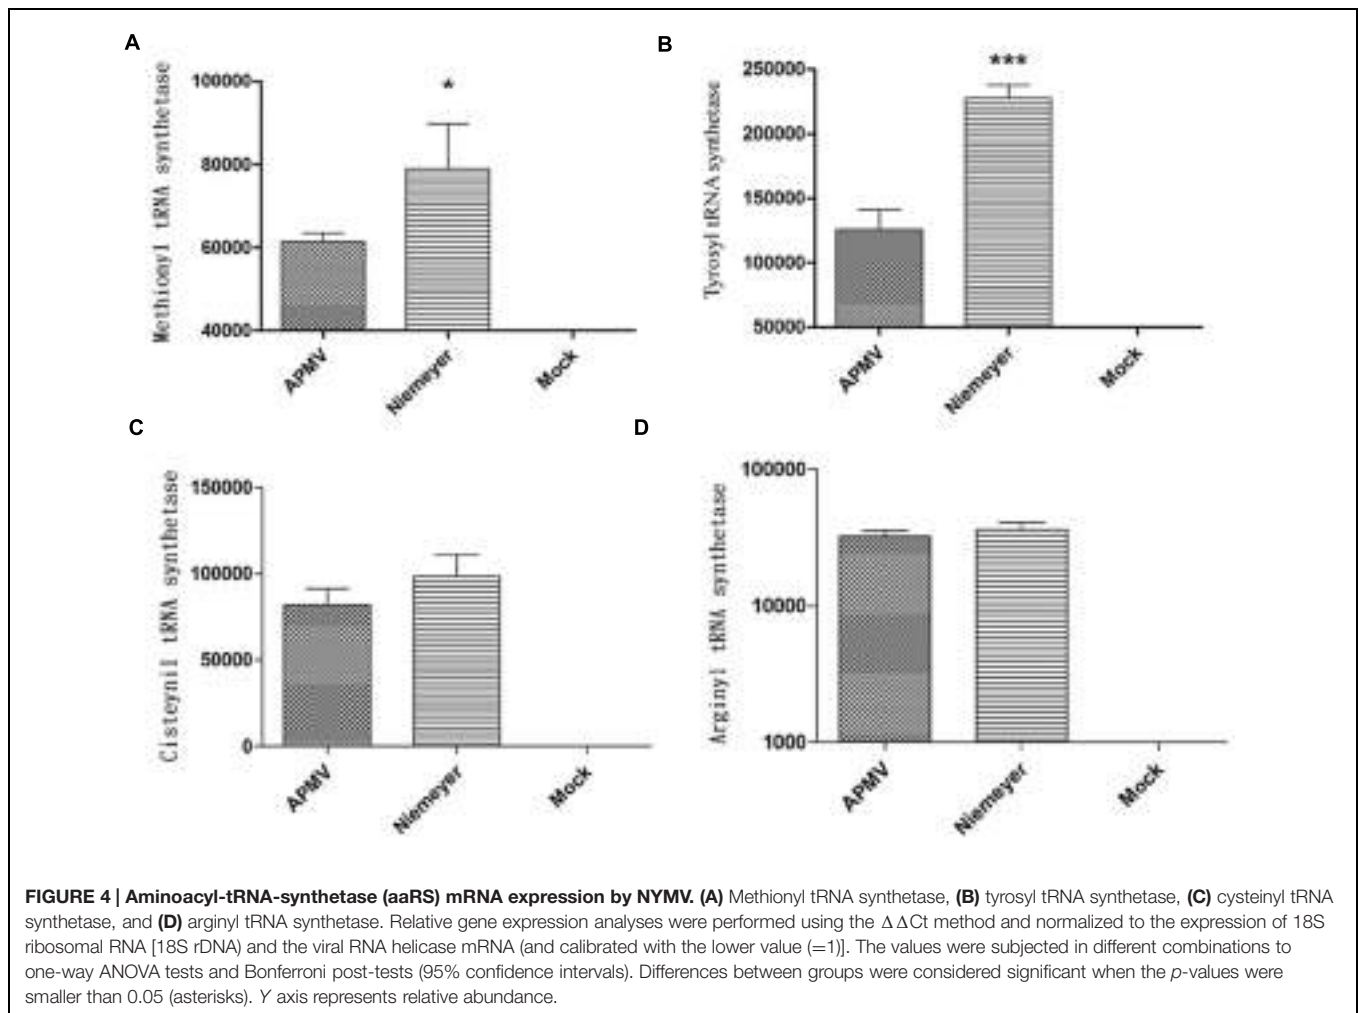 A
Methionyl tRNA synthetase
100000
80000
60000
40000
*
APMV
Niemeyer
Mock
B
Tyrosyl tRNA synthetase
250000
200000
150000
100000
50000
***
APMV
Niemeyer
Mock
C
Cisteynil tRNA synthetase
150000
100000
50000
0
APMV
Niemeyer
Mock
D
Arginyl tRNA synthetase
100000
10000
1000
APMV
Niemeyer
Mock
FIGURE 4 | Aminoacyl-tRNA-synthetase (aaRS) mRNA expression by NYMV. (A) Methionyl tRNA synthetase, (B) tyrosyl tRNA synthetase, (C) cysteinyl tRNA
synthetase, and (D) arginyl tRNA synthetase. Relative gene expression analyses were performed using the ΔΔCt method and normalized to the expression of 18S
ribosomal RNA [18S rDNA) and the viral RNA helicase mRNA (and calibrated with the lower value (=1)]. The values were subjected in different combinations to
one-way ANOVA tests and Bonferroni post-tests (95% confidence intervals). Differences between groups were considered significant when the p-values were
smaller than 0.05 (asterisks). Y axis represents relative abundance.